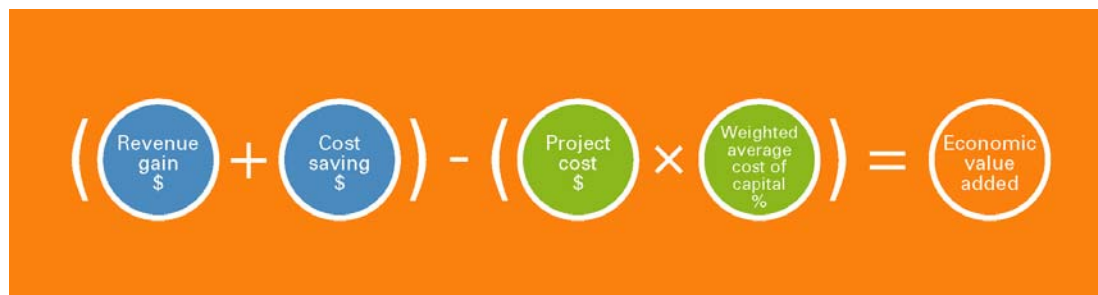 (Revenue gain $ + Cost saving $) - (Project cost $ × Weighted average cost of capital %) = Economic value added